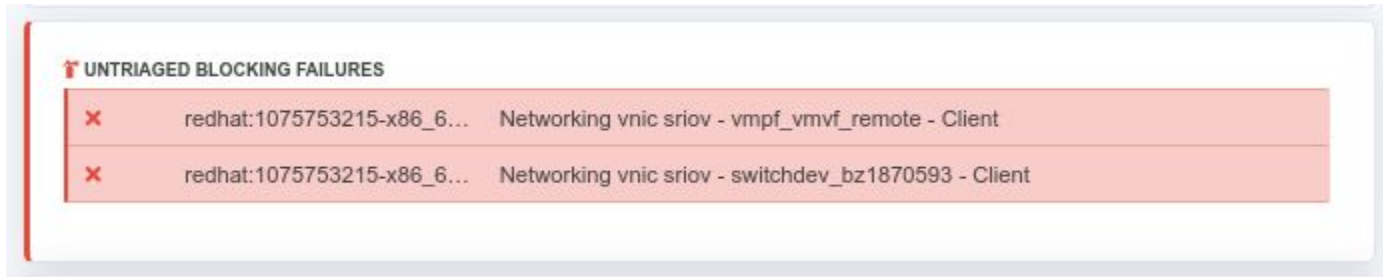 UNTRIAGED BLOCKING FAILURES
redhat:1075753215-x86_6... Networking vnic sriov - vmpf_vmvf_remote - Client
redhat:1075753215-x86_6... Networking vnic sriov - switchdev_bz1870593 - Client